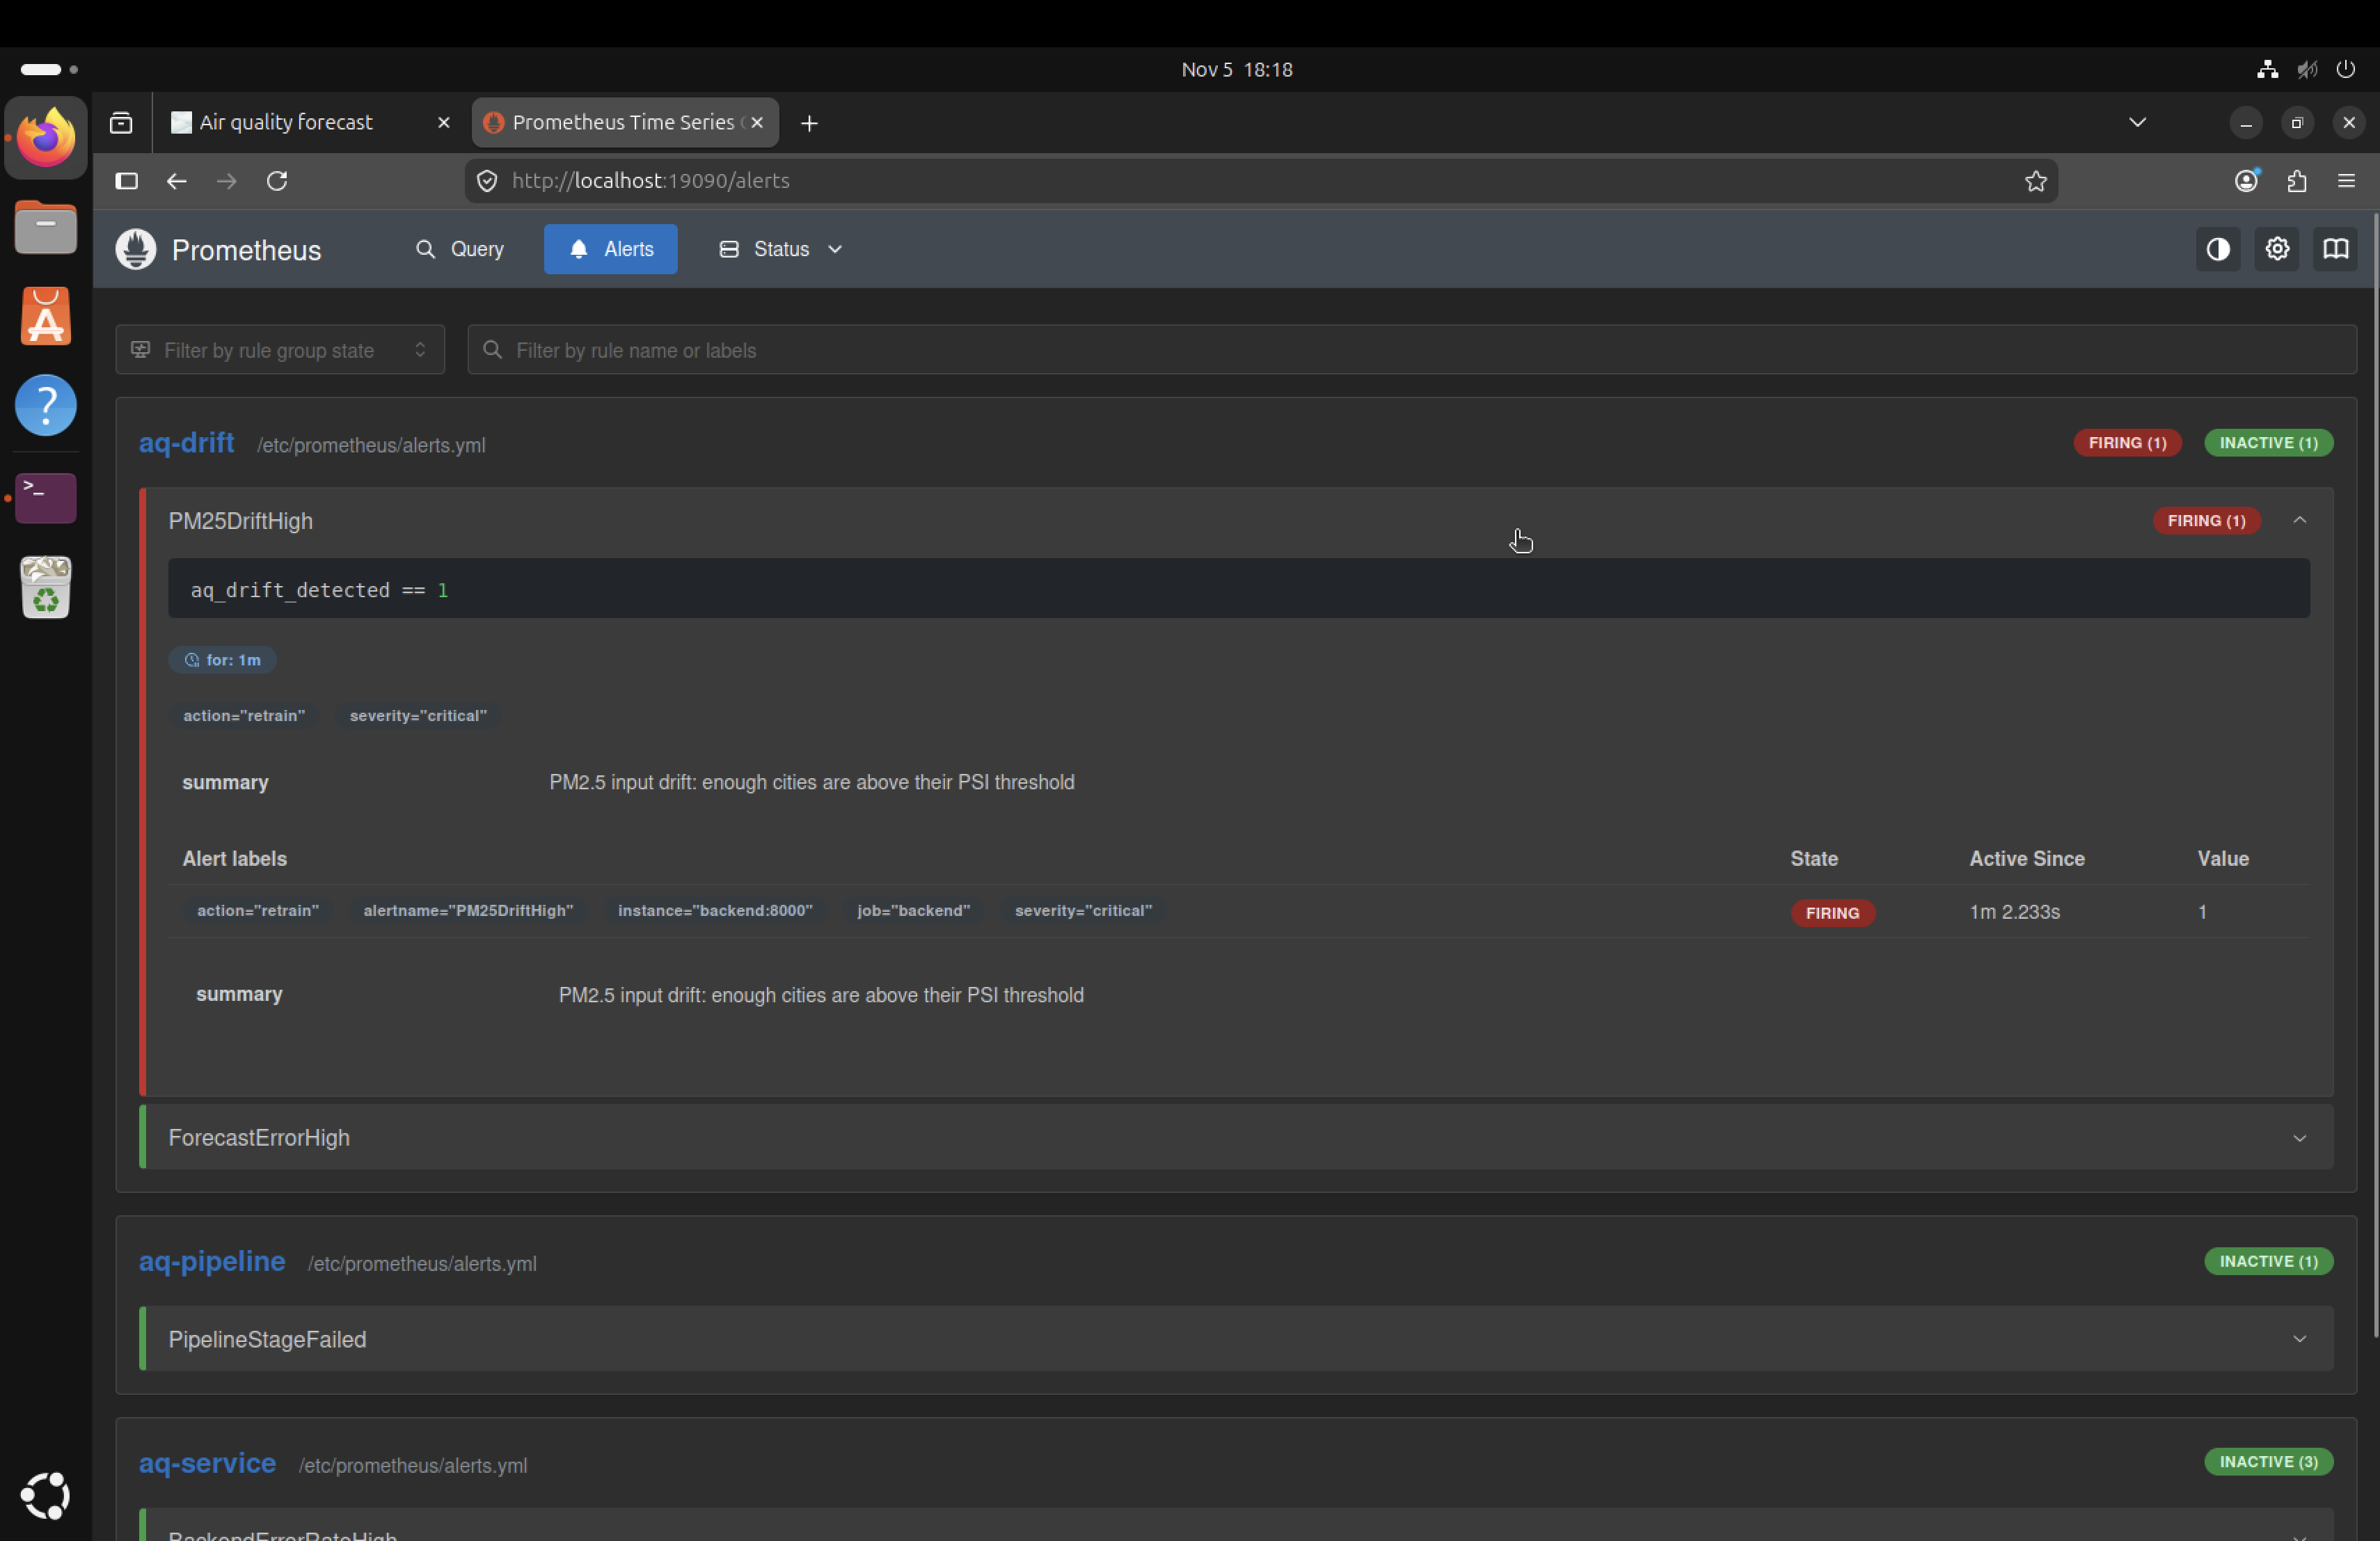 Nov 5 18:18
Air quality forecast
Prometheus Time Series
http://localhost:19090/alerts
Prometheus
Query
Alerts
Status
Filter by rule group state
Filter by rule name or labels
aq-drift /etc/prometheus/alerts.yml
FIRING (1) INACTIVE (1)
PM25DriftHigh
FIRING (1)
aq_drift_detected == 1
for: 1m
action="retrain" severity="critical"
summary PM2.5 input drift: enough cities are above their PSI threshold
Alert labels State Active Since Value
action="retrain" alertname="PM25DriftHigh" instance="backend:8000" job="backend" severity="critical" FIRING 1m 2.233s 1
summary PM2.5 input drift: enough cities are above their PSI threshold
ForecastErrorHigh
aq-pipeline /etc/prometheus/alerts.yml INACTIVE (1)
PipelineStageFailed
aq-service /etc/prometheus/alerts.yml INACTIVE (3)
BackendErrorRateHigh